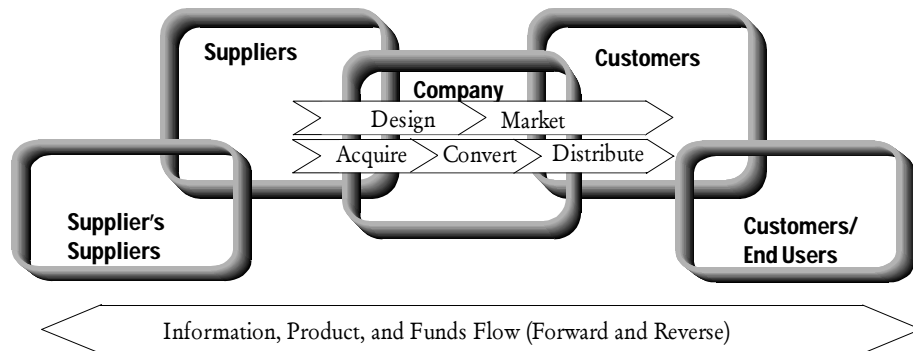 Suppliers
Company
Customers
Design
Market
Acquire
Convert
Distribute
Supplier's
Suppliers
Customers/
End Users
Information, Product, and Funds Flow (Forward and Reverse)